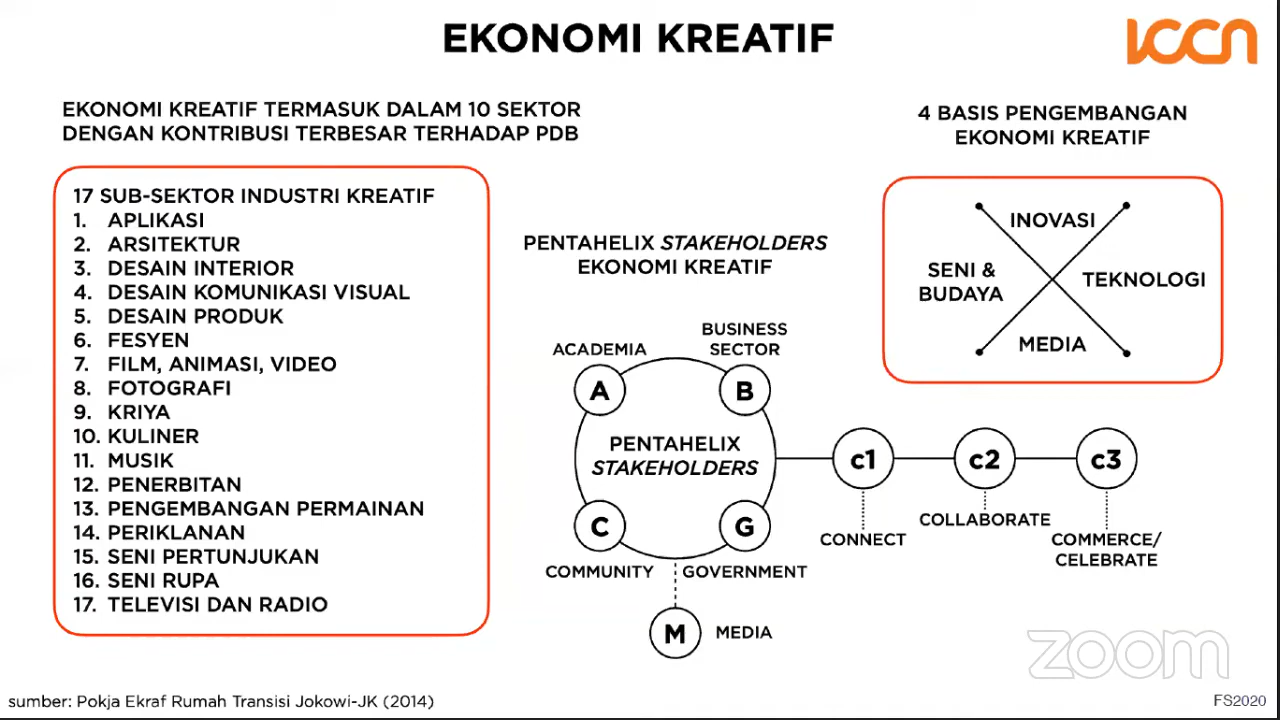 EKONOMI KREATIF
ICCN
EKONOMI KREATIF TERMASUK DALAM 10 SEKTOR
DENGAN KONTRIBUSI TERBESAR TERHADAP PDB
17 SUB-SEKTOR INDUSTRI KREATIF
1. APLIKASI
2. ARSITEKTUR
3. DESAIN INTERIOR
4. DESAIN KOMUNIKASI VISUAL
5. DESAIN PRODUK
6. FESYEN
7. FILM, ANIMASI, VIDEO
8. FOTOGRAFI
9. KRIYA
10. KULINER
11. MUSIK
12. PENERBITAN
13. PENGEMBANGAN PERMAINAN
14. PERIKLANAN
15. SENI PERTUNJUKAN
16. SENI RUPA
17. TELEVISI DAN RADIO
PENTAHELIX STAKEHOLDERS
EKONOMI KREATIF
ACADEMIA
BUSINESS
SECTOR
A
B
PENTAHELIX
STAKEHOLDERS
C
G
COMMUNITY
GOVERNMENT
M
MEDIA
c1
c2
c3
CONNECT
COLLABORATE
COMMERCE/
CELEBRATE
4 BASIS PENGEMBANGAN
EKONOMI KREATIF
INOVASI
SENI &
BUDAYA
TEKNOLOGI
MEDIA
zoom
sumber: Pokja Ekraf Rumah Transisi Jokowi-JK (2014)
FS2020